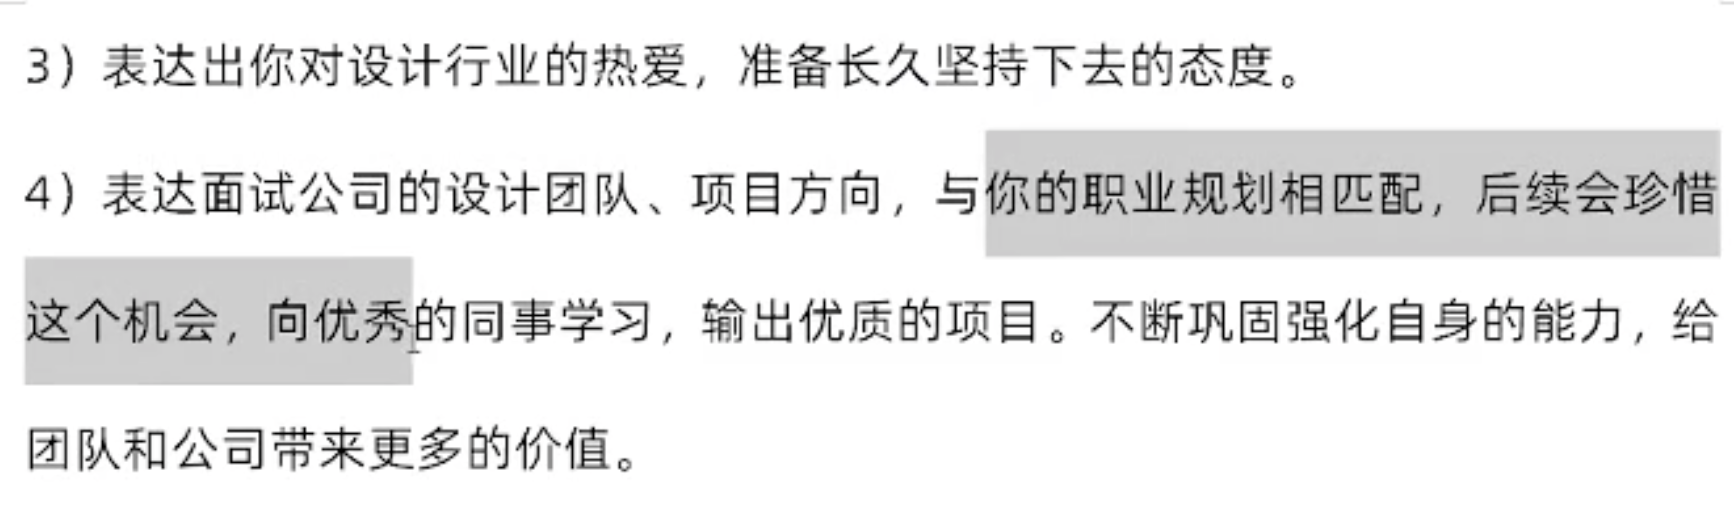 3）表达出你对设计行业的热爱，准备长久坚持下去的态度。
4）表达面试公司的设计团队、项目方向，与你的职业规划相匹配，后续会珍惜
这个机会，向优秀的同事学习，输出优质的项目。不断巩固强化自身的能力，给
团队和公司带来更多的价值。